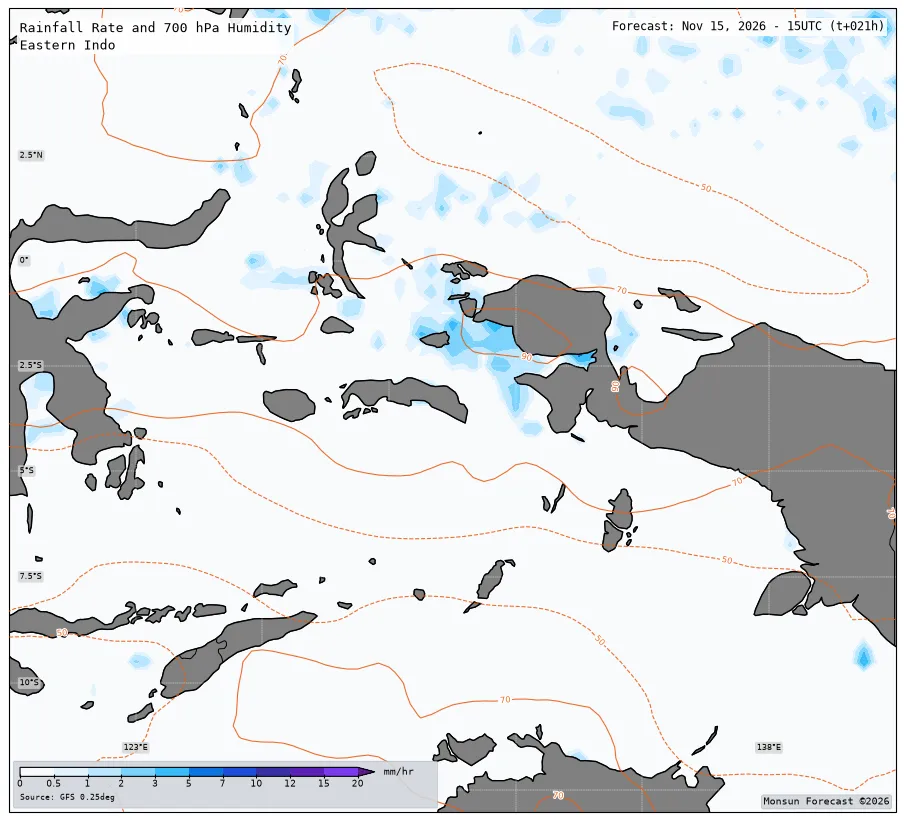 Rainfall Rate and 700 hPa Humidity
Eastern Indo
Forecast: Nov 15, 2026 - 15UTC (t+021h)
70
70
2.5°N
50
0°
70
90
2.5°S
90
5°S
70
70
50
7.5°S
50
50
10°S
70
123°E
138°E
0 0.5 1 2 3 5 7 10 12 15 20 mm/hr
Source: GFS 0.25deg
70
Monsun Forecast ©2026